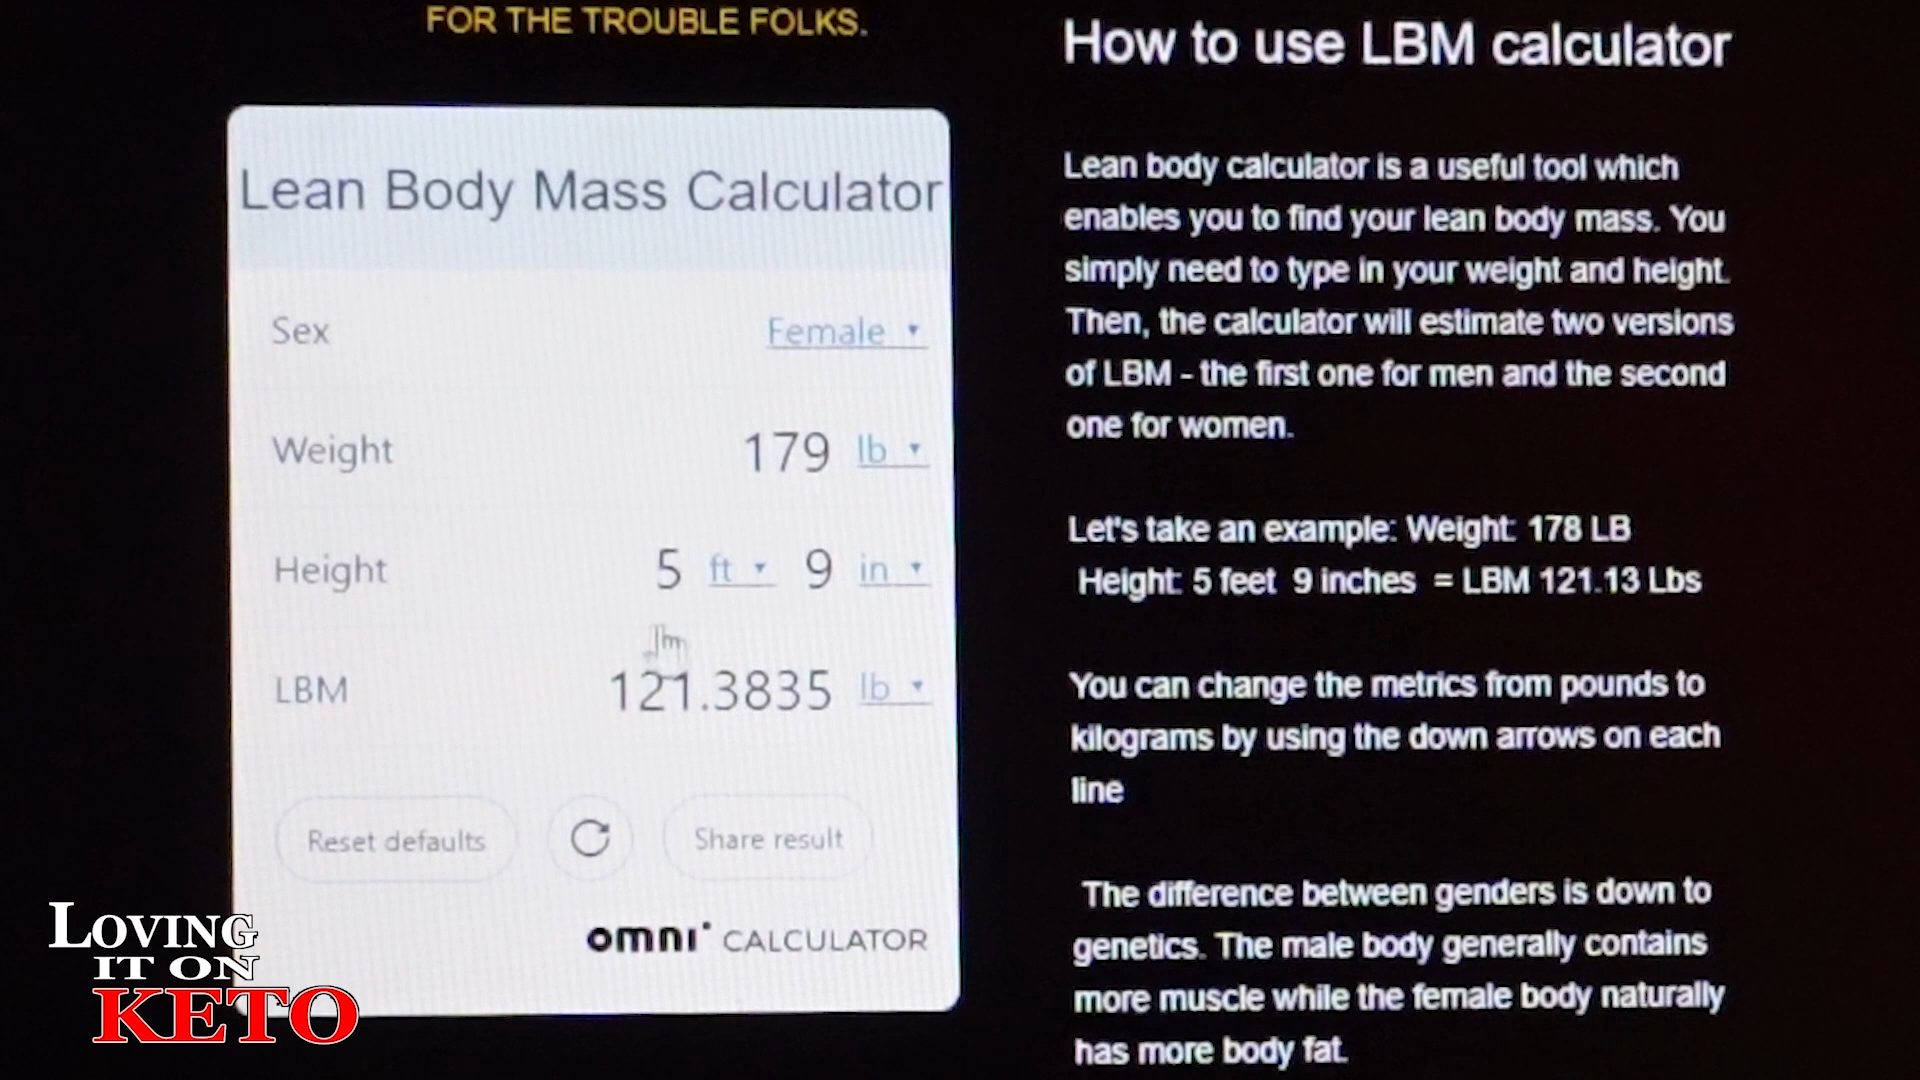 FOR THE TROUBLE FOLKS.
Lean Body Mass Calculator
Sex Female
Weight 179 lb
Height 5 ft 9 in
LBM 121.3835 lb
Reset defaults Share result
omni CALCULATOR
How to use LBM calculator
Lean body calculator is a useful tool which
enables you to find your lean body mass. You
simply need to type in your weight and height.
Then, the calculator will estimate two versions
of LBM - the first one for men and the second
one for women.
Let's take an example: Weight: 178 LB
Height: 5 feet 9 inches = LBM 121.13 Lbs
You can change the metrics from pounds to
kilograms by using the down arrows on each
line
The difference between genders is down to
genetics. The male body generally contains
more muscle while the female body naturally
has more body fat.
LOVING
IT ON
KETO